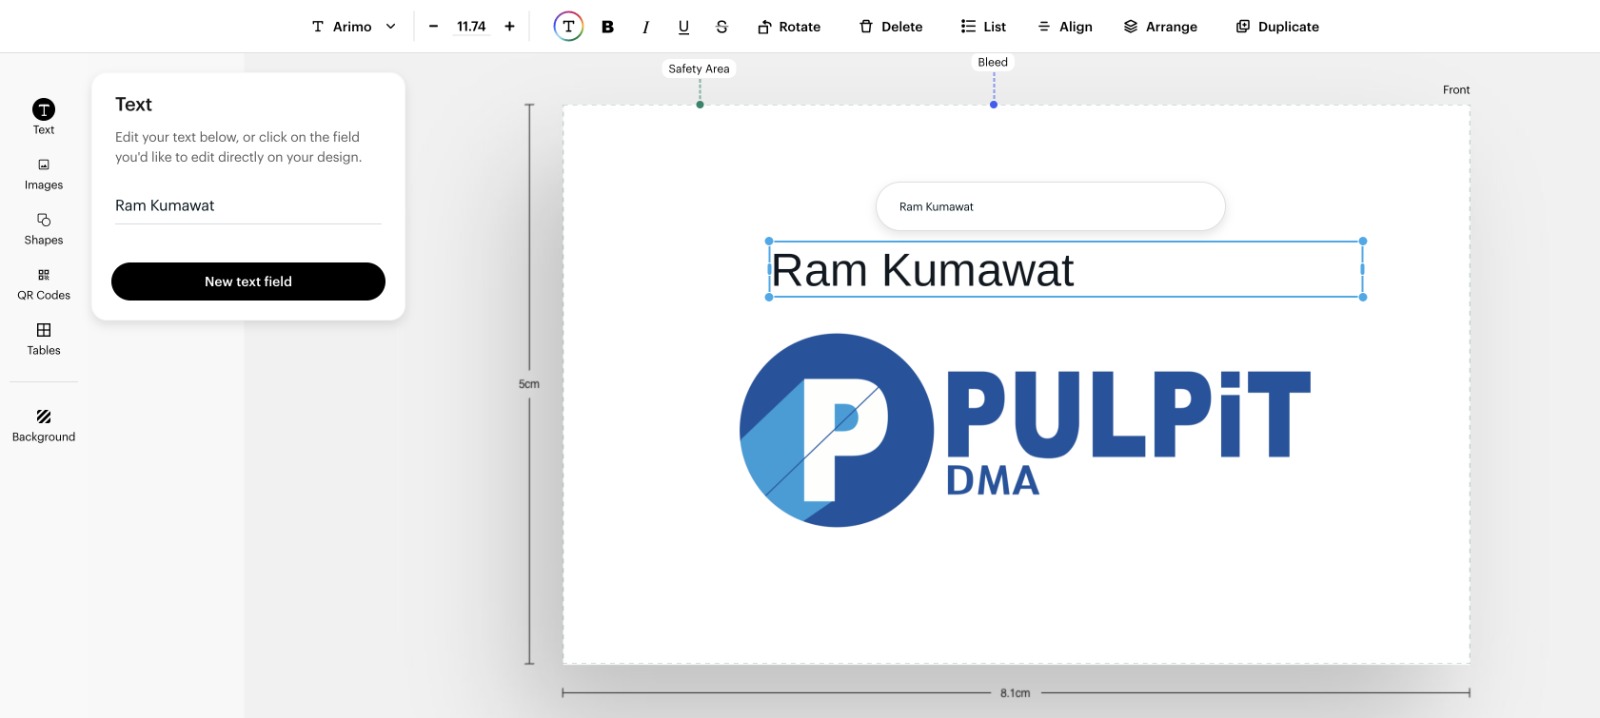 Arimo
11.74
T
B
I
U
S
Rotate
Delete
List
Align
Arrange
Duplicate
Safety Area
Bleed
Front
Text
Images
Shapes
QR Codes
Tables
Background
Text
Edit your text below, or click on the field
you'd like to edit directly on your design.
Ram Kumawat
New text field
Ram Kumawat
Ram Kumawat
P
PULPiT
DMA
5cm
8.1cm